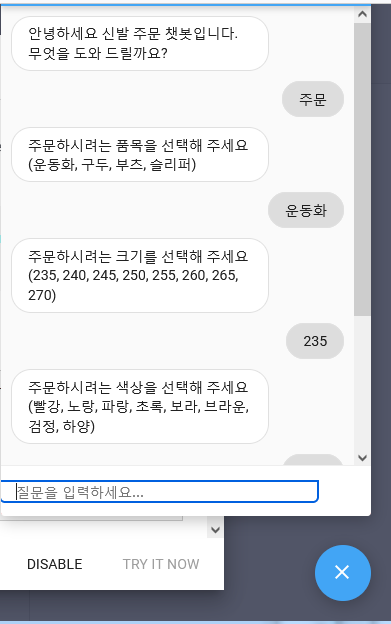 안녕하세요 신발 주문 챗봇입니다.
무엇을 도와 드릴까요?
주문
주문하시려는 품목을 선택해 주세요
(운동화, 구두, 부츠, 슬리퍼)
운동화
주문하시려는 크기를 선택해 주세요
(235, 240, 245, 250, 255, 260, 265,
270)
235
주문하시려는 색상을 선택해 주세요
(빨강, 노랑, 파랑, 초록, 보라, 브라운,
검정, 하양)
질문을 입력하세요...
DISABLE
TRY IT NOW